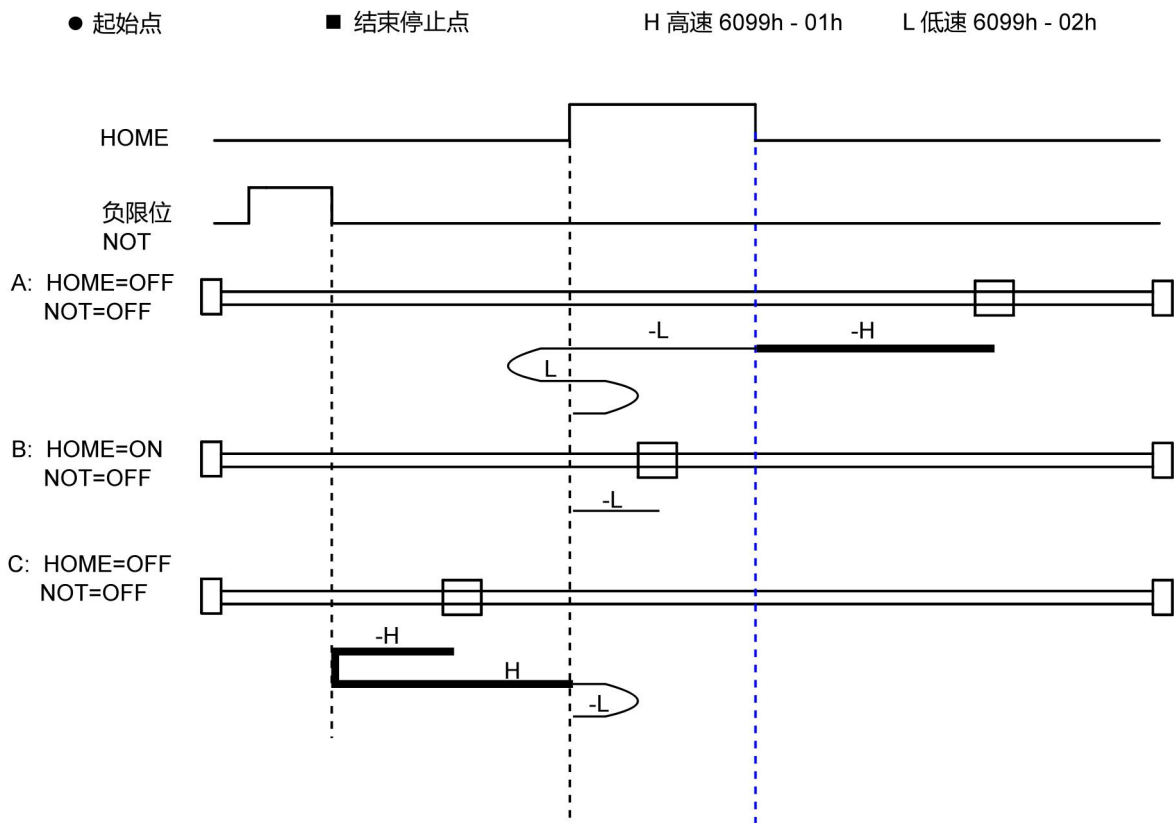 ● 起始点 ■ 结束停止点 H 高速 6099h - 01h L 低速 6099h - 02h
HOME
负限位
NOT
A: HOME=OFF
NOT=OFF
-L -H
L
B: HOME=ON
NOT=OFF
-L
C: HOME=OFF
NOT=OFF
-H
H
-L